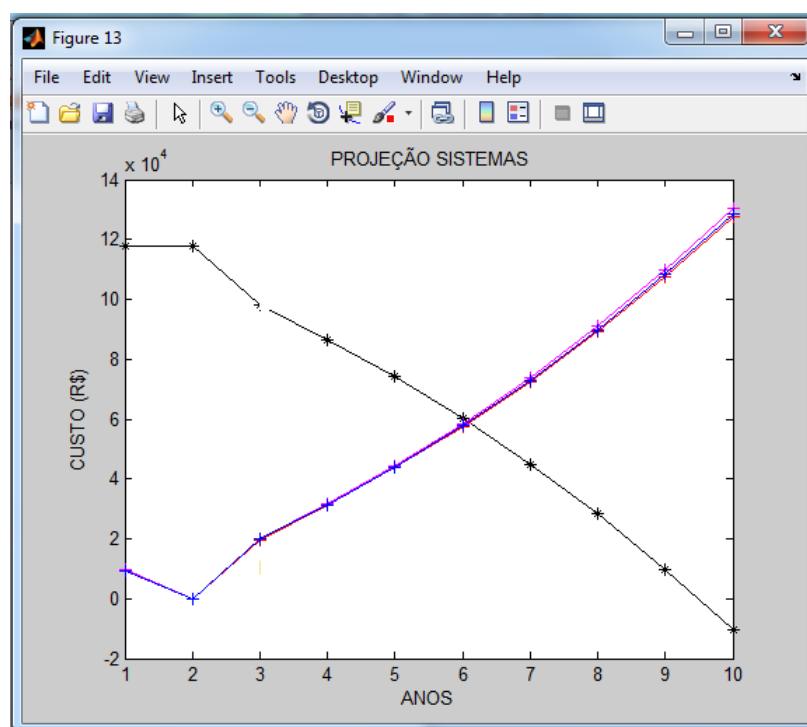 Figure 13
File Edit View Insert Tools Desktop Window Help
x 10^4
PROJEÇÃO SISTEMAS
14
12
10
8
6
4
2
0
-2
CUSTO (R$)
1 2 3 4 5 6 7 8 9 10
ANOS